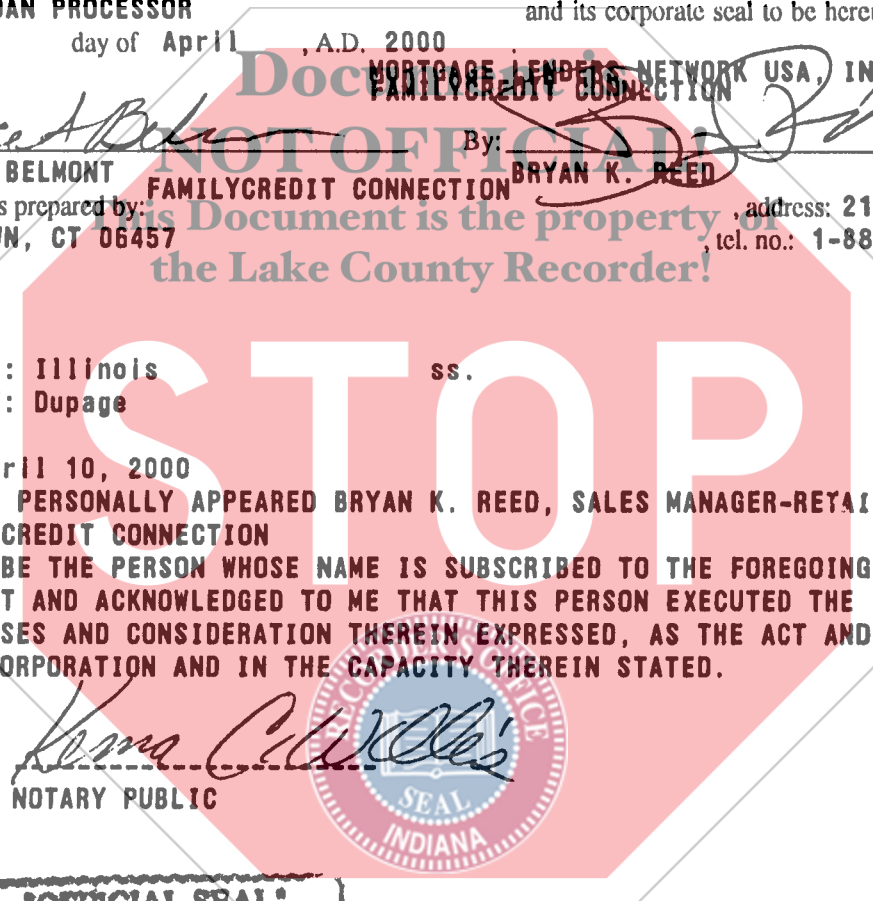 OAN PROCESSOR and its corporate seal to be here
day of April , A.D. 2000 .
MORTGAGE LENDERS NETWORK USA, IN
FAMILYCREDIT CONNECTION
Document is
NOT OFFICIAL!
By:
BELMONT BRYAN K. REED
s prepared by: FAMILYCREDIT CONNECTION , address: 21
This Document is the property of
N, CT 06457 , tel. no.: 1-88
the Lake County Recorder!
: Illinois ss.
: Dupage
STOP
ril 10, 2000
PERSONALLY APPEARED BRYAN K. REED, SALES MANAGER-RETAI
CREDIT CONNECTION
BE THE PERSON WHOSE NAME IS SUBSCRIBED TO THE FOREGOING
T AND ACKNOWLEDGED TO ME THAT THIS PERSON EXECUTED THE
SES AND CONSIDERATION THEREIN EXPRESSED, AS THE ACT AND
ORPORATION AND IN THE CAPACITY THEREIN STATED.
RECORDER'S OFFICE
SEAL
INDIANA
NOTARY PUBLIC
"OFFICIAL SEAL"